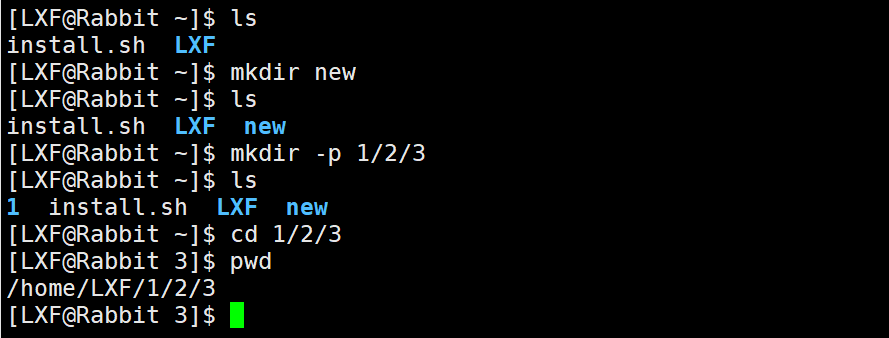 [LXF@Rabbit ~]$ ls
install.sh  LXF
[LXF@Rabbit ~]$ mkdir new
[LXF@Rabbit ~]$ ls
install.sh  LXF  new
[LXF@Rabbit ~]$ mkdir -p 1/2/3
[LXF@Rabbit ~]$ ls
1  install.sh  LXF  new
[LXF@Rabbit ~]$ cd 1/2/3
[LXF@Rabbit 3]$ pwd
/home/LXF/1/2/3
[LXF@Rabbit 3]$